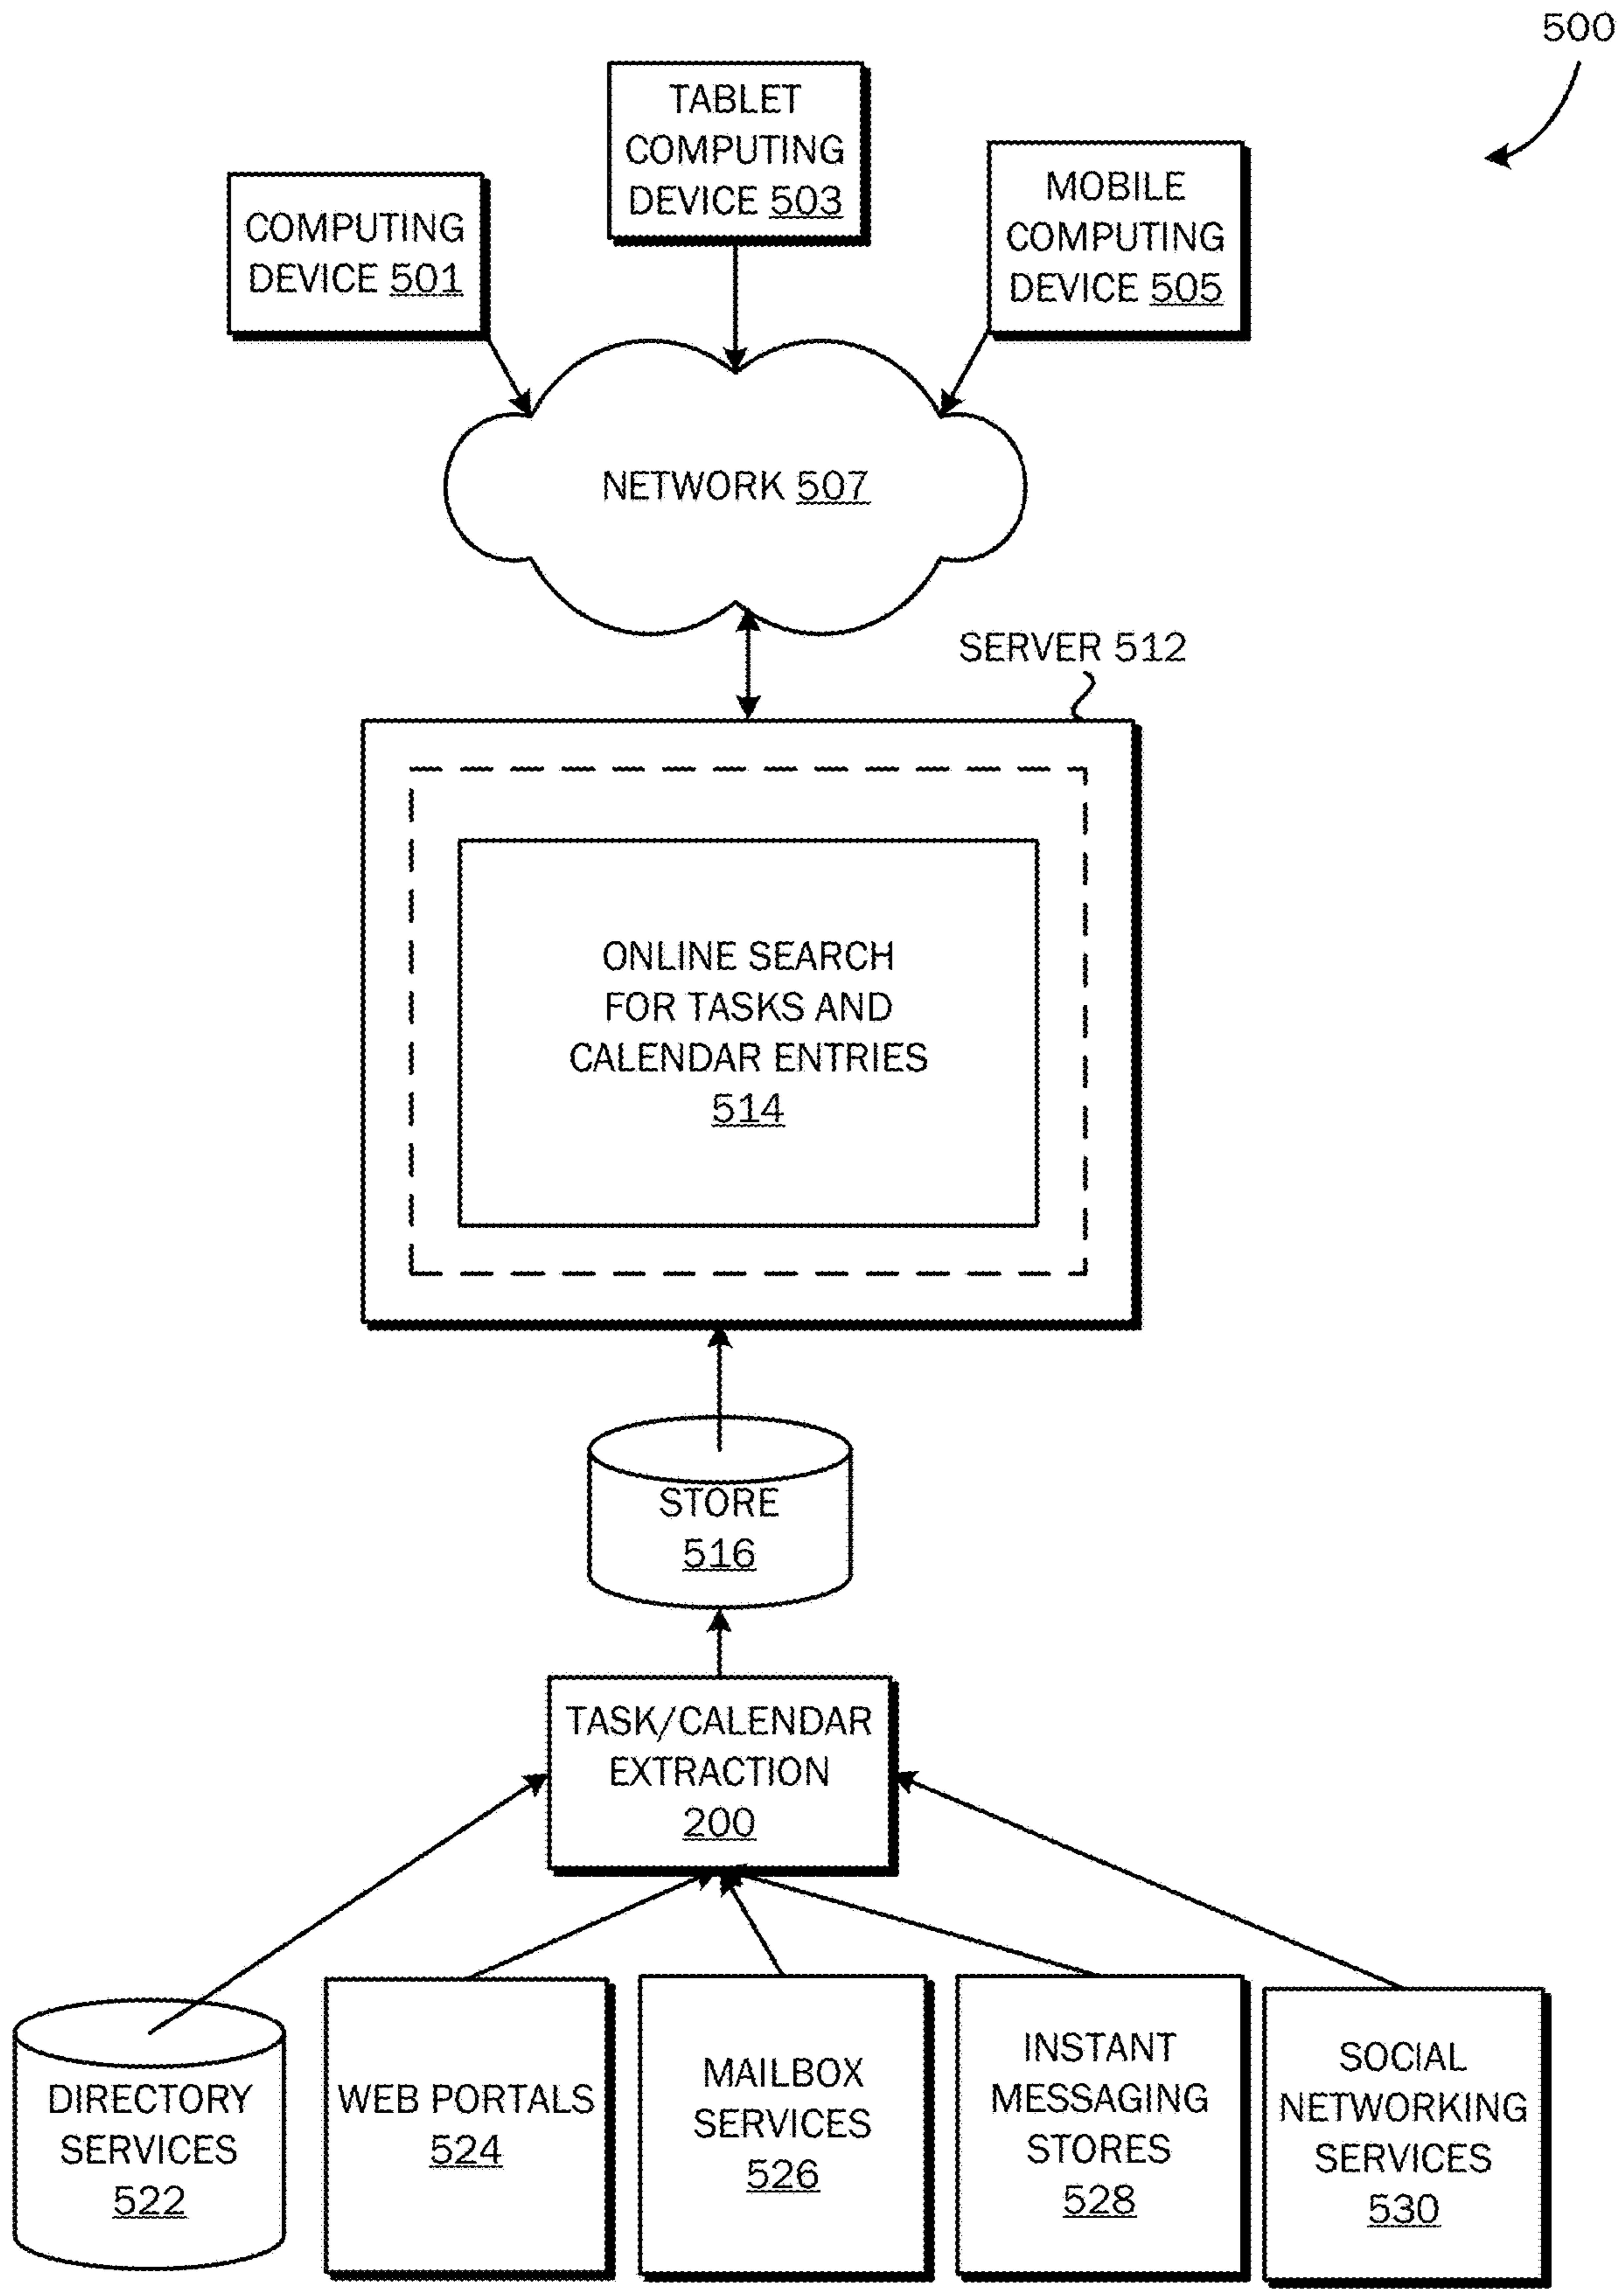 500
TABLET
COMPUTING
DEVICE 503
COMPUTING
DEVICE 501
MOBILE
COMPUTING
DEVICE 505
NETWORK 507
SERVER 512
ONLINE SEARCH
FOR TASKS AND
CALENDAR ENTRIES
514
STORE
516
TASK/CALENDAR
EXTRACTION
200
DIRECTORY
SERVICES
522
WEB PORTALS
524
MAILBOX
SERVICES
526
INSTANT
MESSAGING
STORES
528
SOCIAL
NETWORKING
SERVICES
530